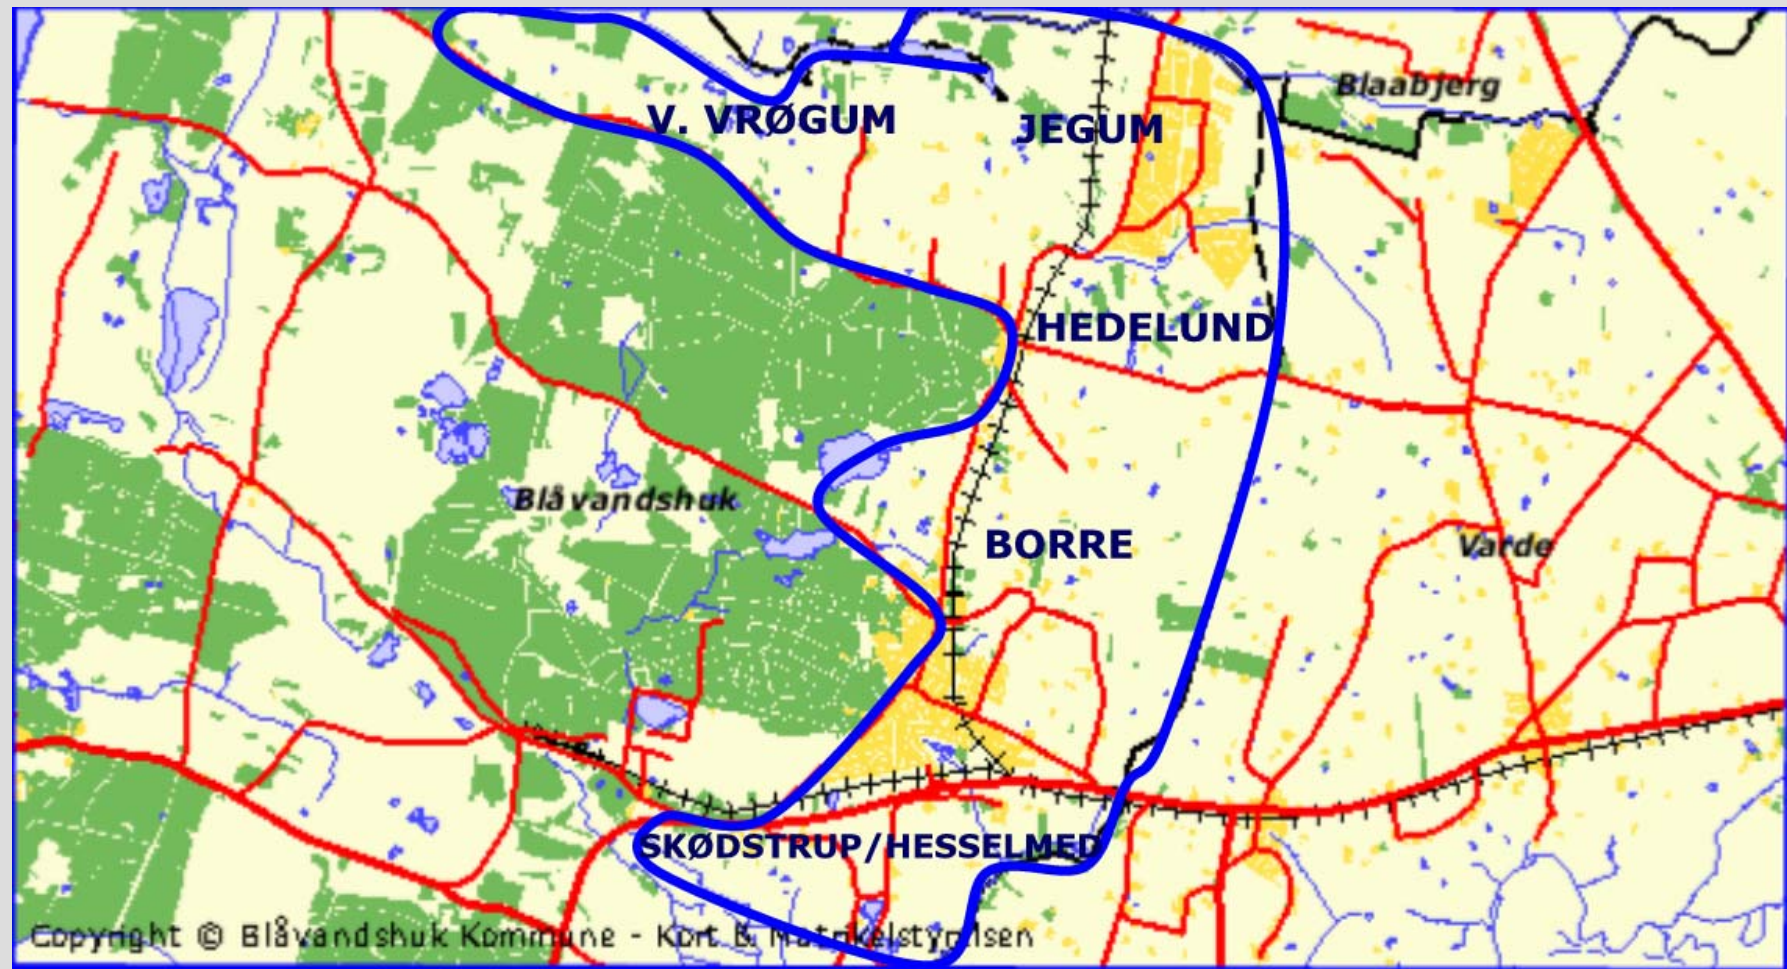 Blaabjerg
V. VRØGUM
JEGUM
HEDELUND
Blåvandshuk
BORRE
Varde
SKØDSTRUP/HESSELMED
Copyright © Blåvandshuk Kommune - Kort & Matrikelstyrelsen